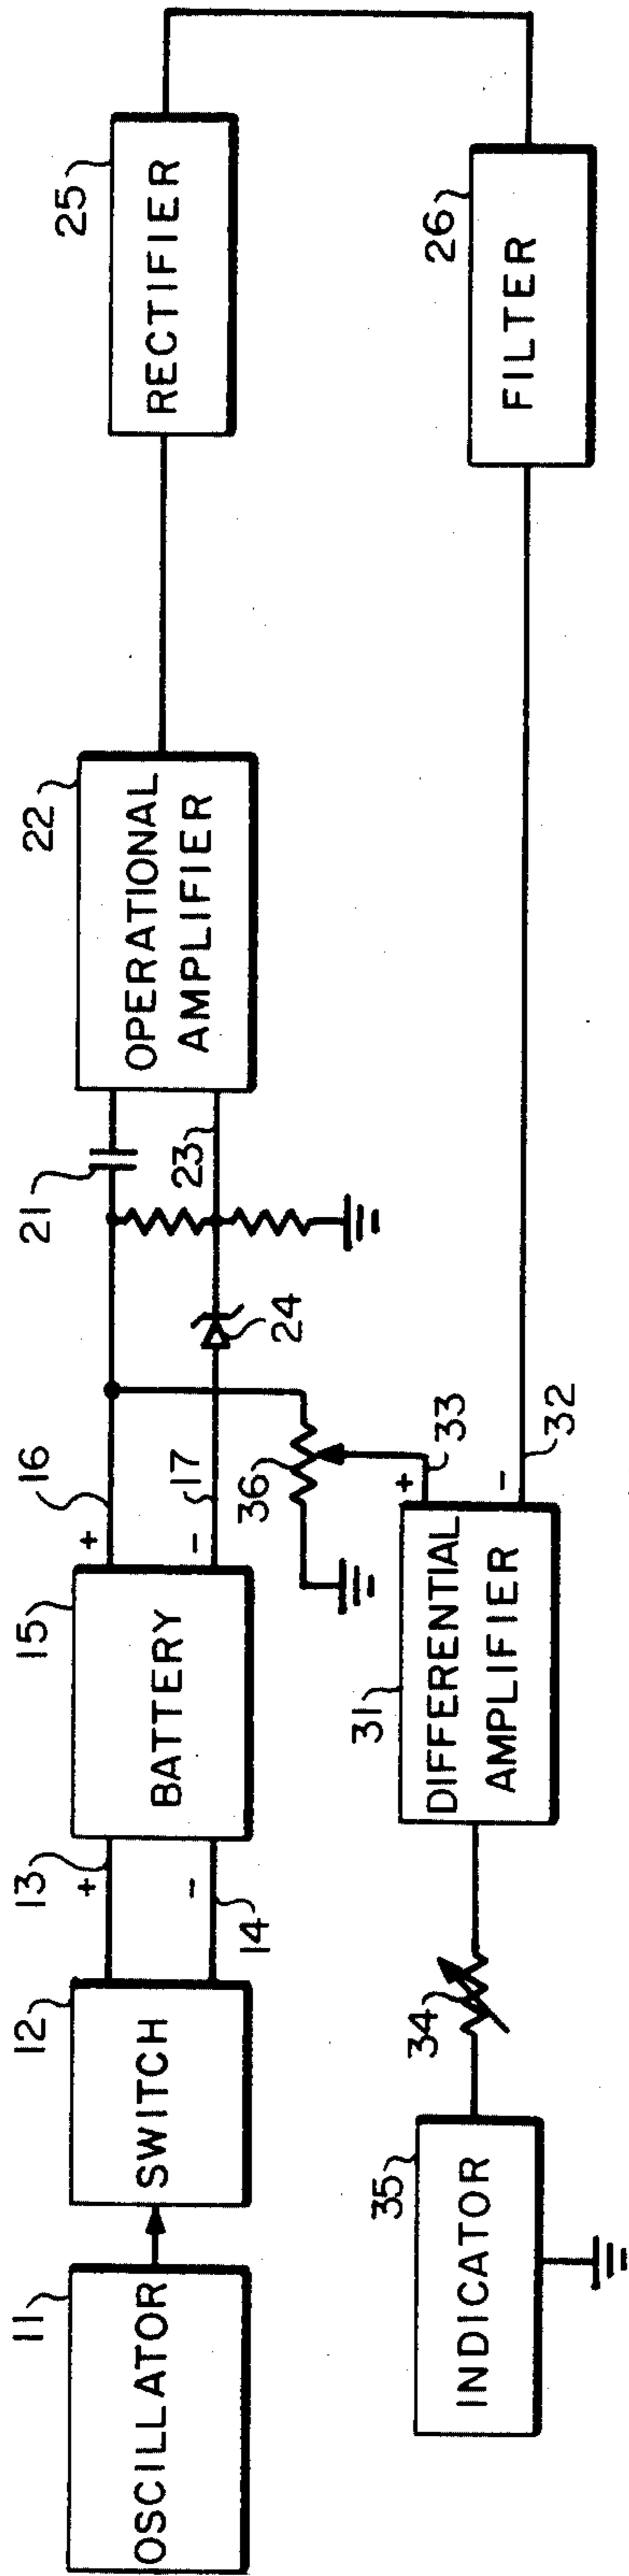 11
OSCILLATOR
12
SWITCH
13
+
-
14
15
BATTERY
16
+
-
17
21
22
OPERATIONAL
AMPLIFIER
23
24
25
RECTIFIER
26
FILTER
31
DIFFERENTIAL
AMPLIFIER
+
33
-
32
34
35
INDICATOR
36